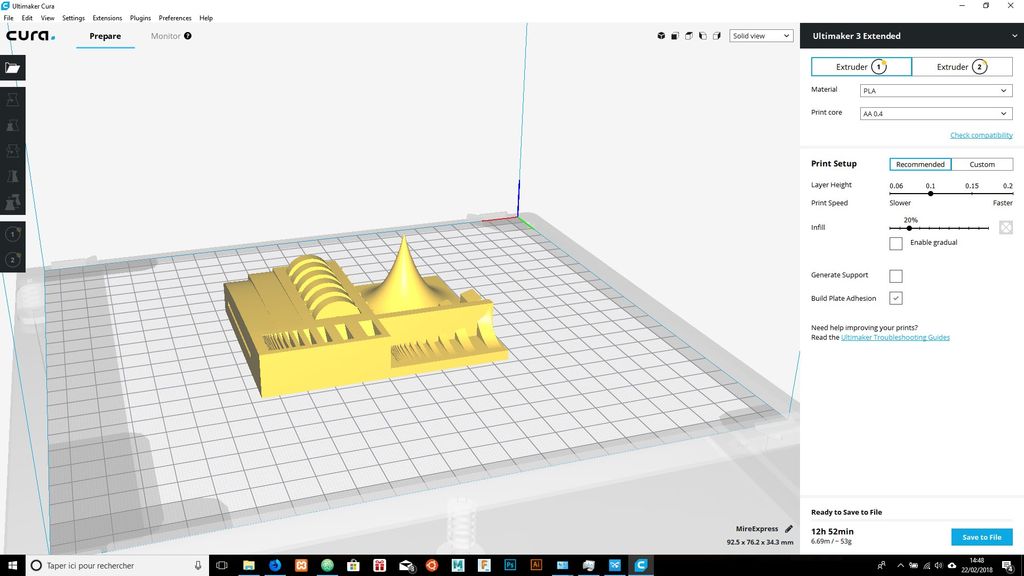 Ultimaker Cura
File Edit View Settings Extensions Plugins Preferences Help
cura. Prepare Monitor ? Solid view
Ultimaker 3 Extended
Extruder 1 Extruder 2
Material PLA
Print core AA 0.4
Check compatibility
Print Setup Recommended Custom
Layer Height 0.06 0.1 0.15 0.2
Print Speed Slower Faster
20%
Infill
Enable gradual
Generate Support
Build Plate Adhesion
Need help improving your prints?
Read the Ultimaker Troubleshooting Guides
1
2
Ready to Save to File
MireExpress
12h 52min
92.5 x 76.2 x 34.3 mm
6.69m / ~ 53g
Save to File
Taper ici pour rechercher
14:48
22/02/2018